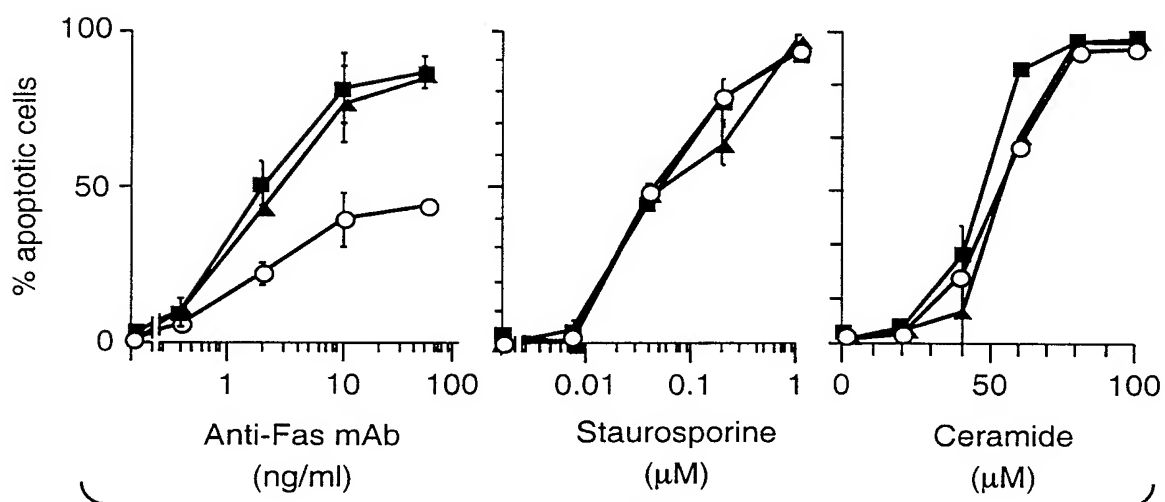 % apoptotic cells
100
50
0
1 10 100
Anti-Fas mAb
(ng/ml)
0.01 0.1 1
Staurosporine
(μM)
0 50 100
Ceramide
(μM)